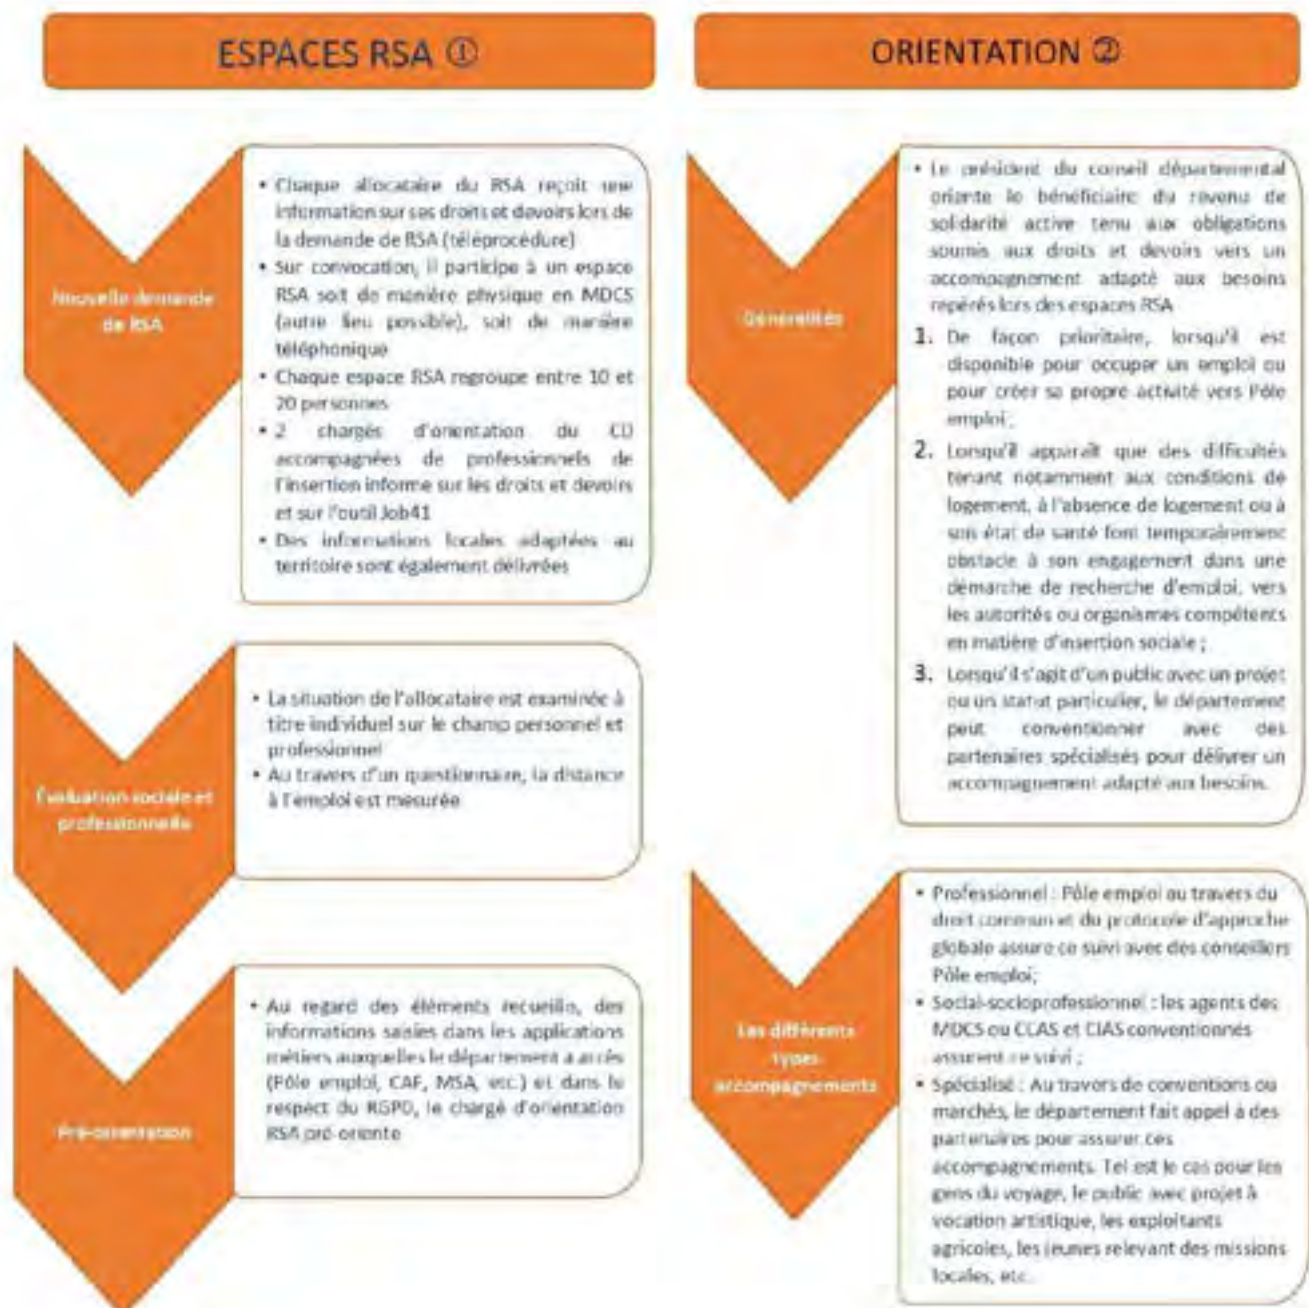 ESPACES RSA ①
Nouvelle demande
de RSA
• Chaque allocataire du RSA reçoit une
information sur ses droits et devoirs lors de
la demande de RSA (téléprocédure)
• Sur convocation, il participe à un espace
RSA soit de manière physique en MDCS
(autre lieu possible), soit de manière
téléphonique
• Chaque espace RSA regroupe entre 10 et
20 personnes
• 2 chargés d'orientation du CD
accompagnées de professionnels de
l'insertion informe sur les droits et devoirs
et sur l'outil Job41
• Des informations locales adaptées au
territoire sont également délivrées
Évaluation sociale et
professionnelle
• La situation de l'allocataire est examinée à
titre individuel sur le champ personnel et
professionnel
• Au travers d'un questionnaire, la distance
à l'emploi est mesurée
Pré-orientation
• Au regard des éléments recueillis, des
informations saisies dans les applications
métiers auxquelles le département a accès
(Pôle emploi, CAF, MSA, etc.) et dans le
respect du RGPD, le chargé d'orientation
RSA pré-oriente
ORIENTATION ②
Généralités
• Le président du conseil départemental
oriente le bénéficiaire du revenu de
solidarité active tenu aux obligations
soumis aux droits et devoirs vers un
accompagnement adapté aux besoins
repérés lors des espaces RSA
1. De façon prioritaire, lorsqu'il est
disponible pour occuper un emploi ou
pour créer sa propre activité vers Pôle
emploi ;
2. Lorsqu'il apparaît que des difficultés
tenant notamment aux conditions de
logement, à l'absence de logement ou à
son état de santé font temporairement
obstacle à son engagement dans une
démarche de recherche d'emploi, vers
les autorités ou organismes compétents
en matière d'insertion sociale ;
3. Lorsqu'il s'agit d'un public avec un projet
ou un statut particulier, le département
peut conventionner avec des
partenaires spécialisés pour délivrer un
accompagnement adapté aux besoins.
Les différents
types
accompagnements
• Professionnel : Pôle emploi au travers du
droit commun et du protocole d'approche
globale assure ce suivi avec des conseillers
Pôle emploi;
• Social-socioprofessionnel : les agents des
MDCS ou CCAS et CIAS conventionnés
assurent ce suivi ;
• Spécialisé : Au travers de conventions ou
marchés, le département fait appel à des
partenaires pour assurer ces
accompagnements. Tel est le cas pour les
gens du voyage, le public avec projet à
vocation artistique, les exploitants
agricoles, les jeunes relevant des missions
locales, etc.